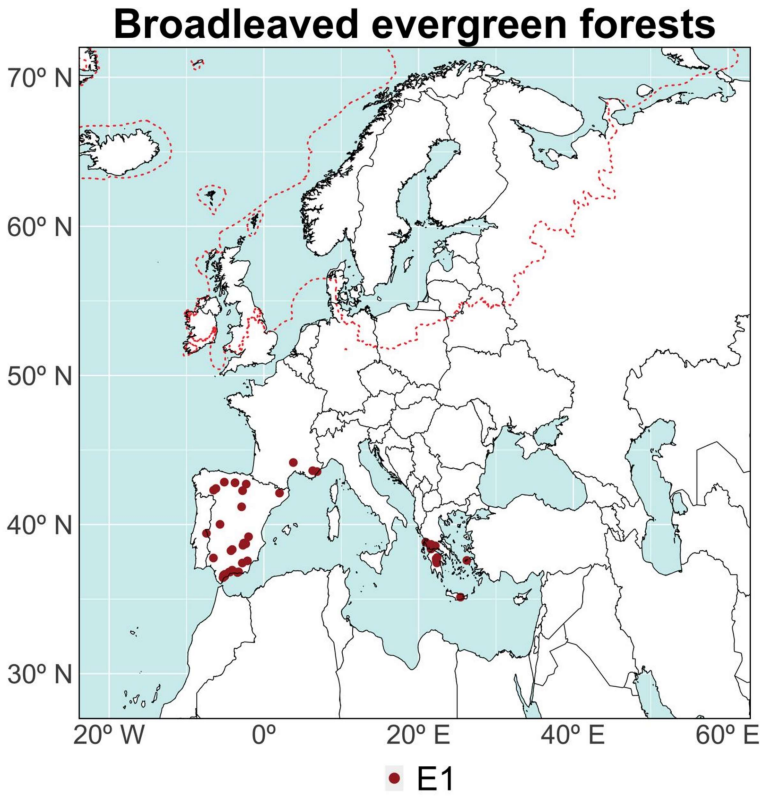 Broadleaved evergreen forests
70º N
60º N
50º N
40º N
30º N
20º W 0º 20º E 40º E 60º E
E1